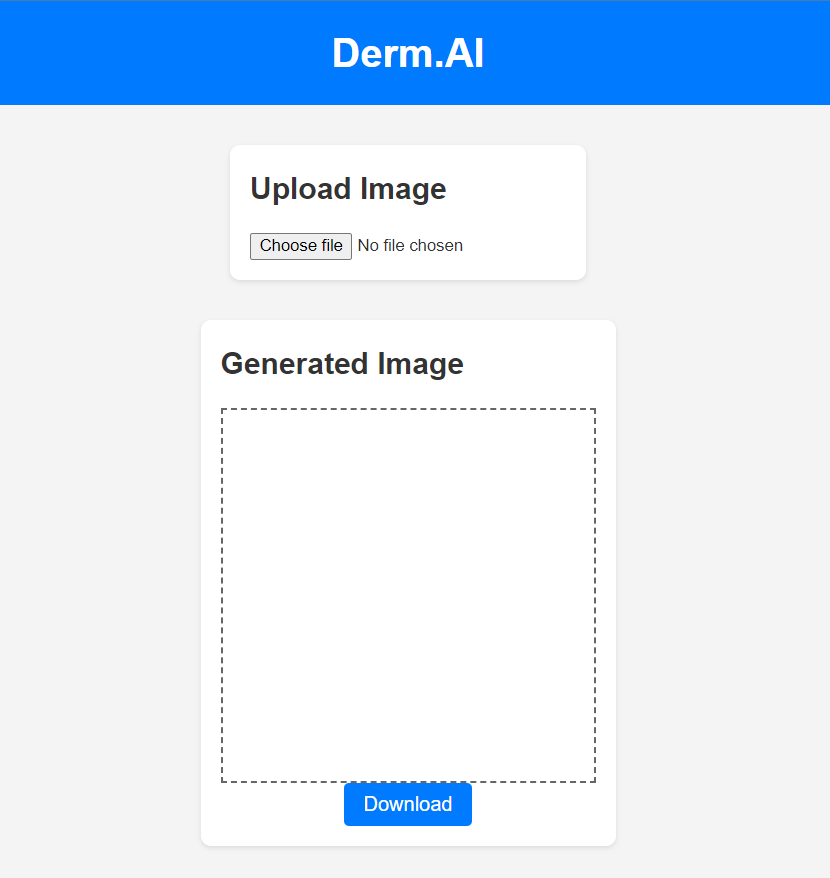 Derm.AI
Upload Image
Choose file No file chosen
Generated Image
Download